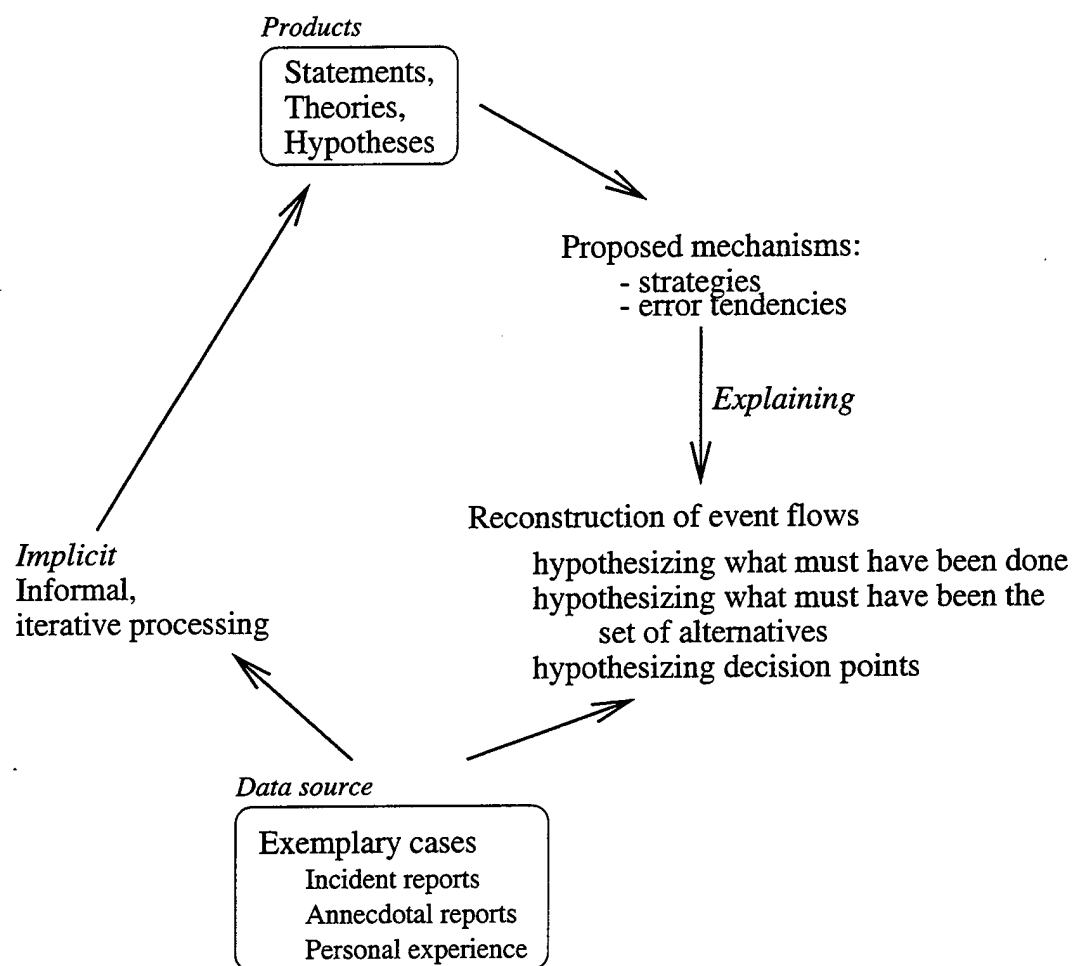 Products
Statements,
Theories,
Hypotheses
Proposed mechanisms:
- strategies
- error tendencies
Explaining
Reconstruction of event flows
hypothesizing what must have been done
hypothesizing what must have been the
set of alternatives
hypothesizing decision points
Implicit
Informal,
iterative processing
Data source
Exemplary cases
Incident reports
Annecdotal reports
Personal experience